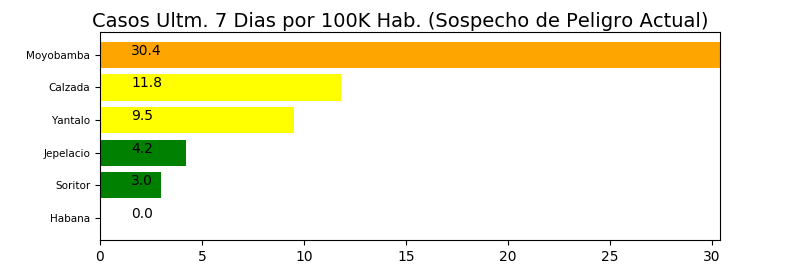 Casos Ultm. 7 Dias por 100K Hab. (Sospecho de Peligro Actual)
Moyobamba 30.4
Calzada 11.8
Yantalo 9.5
Jepelacio 4.2
Soritor 3.0
Habana 0.0
0 5 10 15 20 25 30